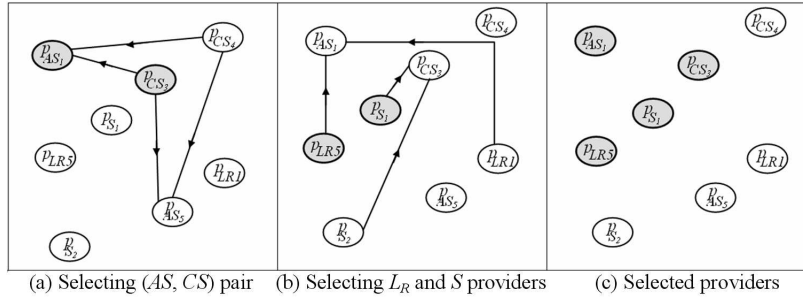 p_AS1
p_CS4
p_CS3
p_S1
p_LR5
p_LR1
p_AS5
p_S2
(a) Selecting (AS, CS) pair
p_CS4
p_AS1
p_CS3
p_S1
p_LR5
p_LR1
p_AS5
p_S2
(b) Selecting L_R and S providers
p_CS4
p_AS1
p_CS3
p_S1
p_LR5
p_LR1
p_AS5
p_S2
(c) Selected providers